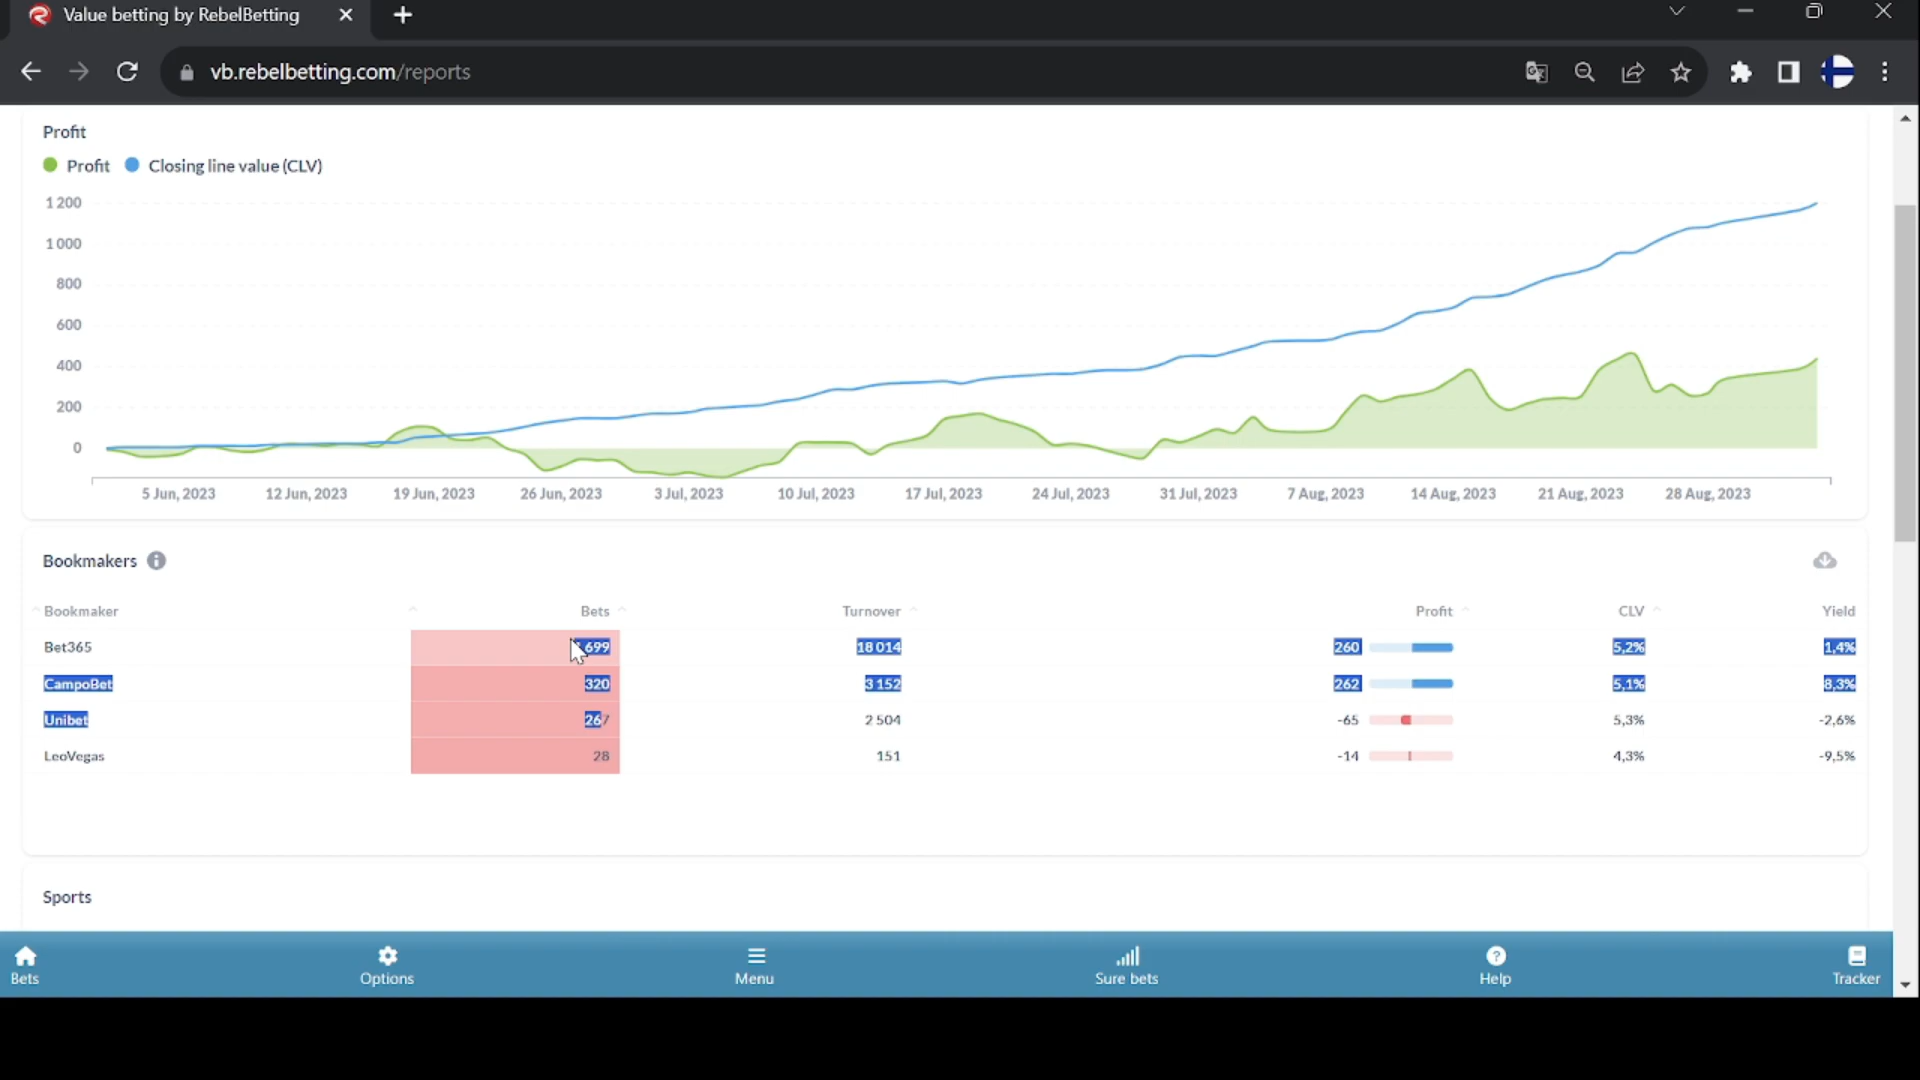 Value betting by RebelBetting
vb.rebelbetting.com/reports
Profit
Profit Closing line value (CLV)
1 200
1 000
800
600
400
200
0
5 Jun, 2023 12 Jun, 2023 19 Jun, 2023 26 Jun, 2023 3 Jul, 2023 10 Jul, 2023 17 Jul, 2023 24 Jul, 2023 31 Jul, 2023 7 Aug, 2023 14 Aug, 2023 21 Aug, 2023 28 Aug, 2023
Bookmakers
Bookmaker Bets Turnover Profit CLV Yield
Bet365 699 18 014 260 5,2% 1,4%
CampoBet 320 3 152 262 5,1% 8,3%
Unibet 267 2 504 -65 5,3% -2,6%
LeoVegas 28 151 -14 4,3% -9,5%
Sports
Bets Options Menu Sure bets Help Tracker